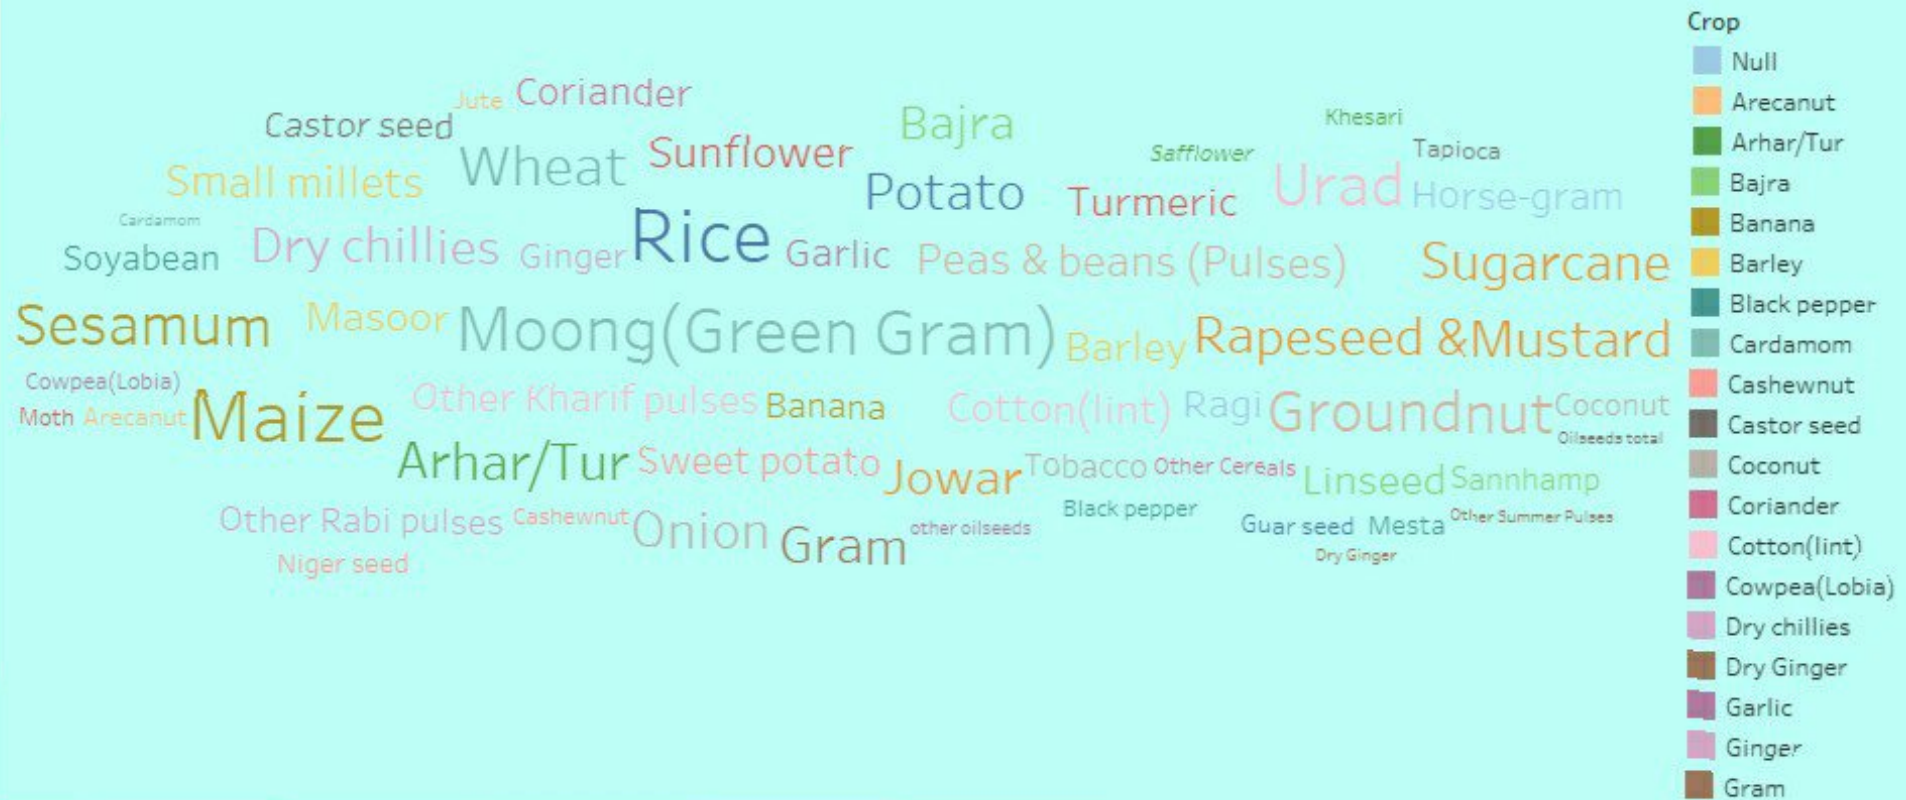 Jute Coriander
Castor seed
Bajra
Khesari
Wheat Sunflower
Safflower
Tapioca
Small millets
Potato
Turmeric
Urad
Horse-gram
Cardamom
Soyabean
Dry chillies
Ginger
Rice
Garlic
Peas & beans (Pulses)
Sugarcane
Sesamum
Masoor
Moong(Green Gram)
Barley
Rapeseed &Mustard
Cowpea(Lobia)
Moth Arecanut
Maize
Other Kharif pulses
Banana
Cotton(lint)
Ragi
Groundnut
Coconut
Oilseeds total
Arhar/Tur
Sweet potato
Jowar
Tobacco
Other Cereals
Linseed
Sannhamp
Other Rabi pulses
Cashewnut
Onion
Gram
other oilseeds
Black pepper
Guar seed
Mesta
Other Summer Pulses
Niger seed
Dry Ginger
Crop
Null
Arecanut
Arhar/Tur
Bajra
Banana
Barley
Black pepper
Cardamom
Cashewnut
Castor seed
Coconut
Coriander
Cotton(lint)
Cowpea(Lobia)
Dry chillies
Dry Ginger
Garlic
Ginger
Gram